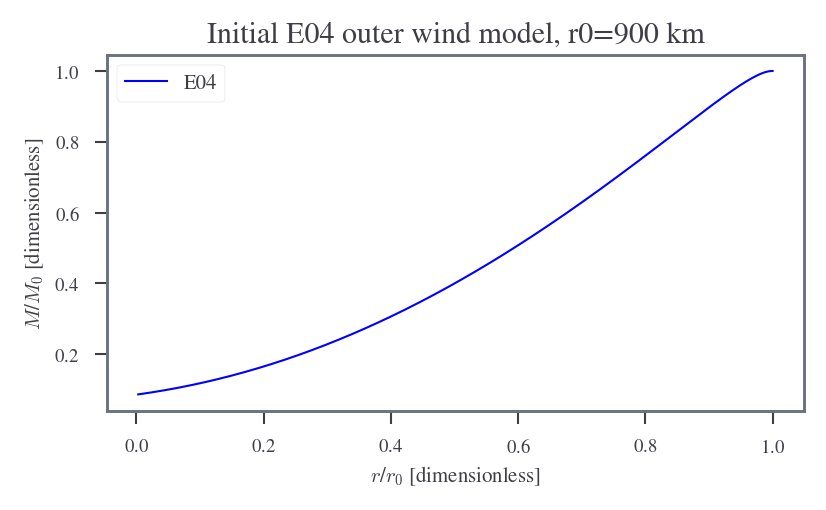 Initial E04 outer wind model, r0=900 km
E04
M/M₀ [dimensionless]
1.0
0.8
0.6
0.4
0.2
0.0 0.2 0.4 0.6 0.8 1.0
r/r₀ [dimensionless]